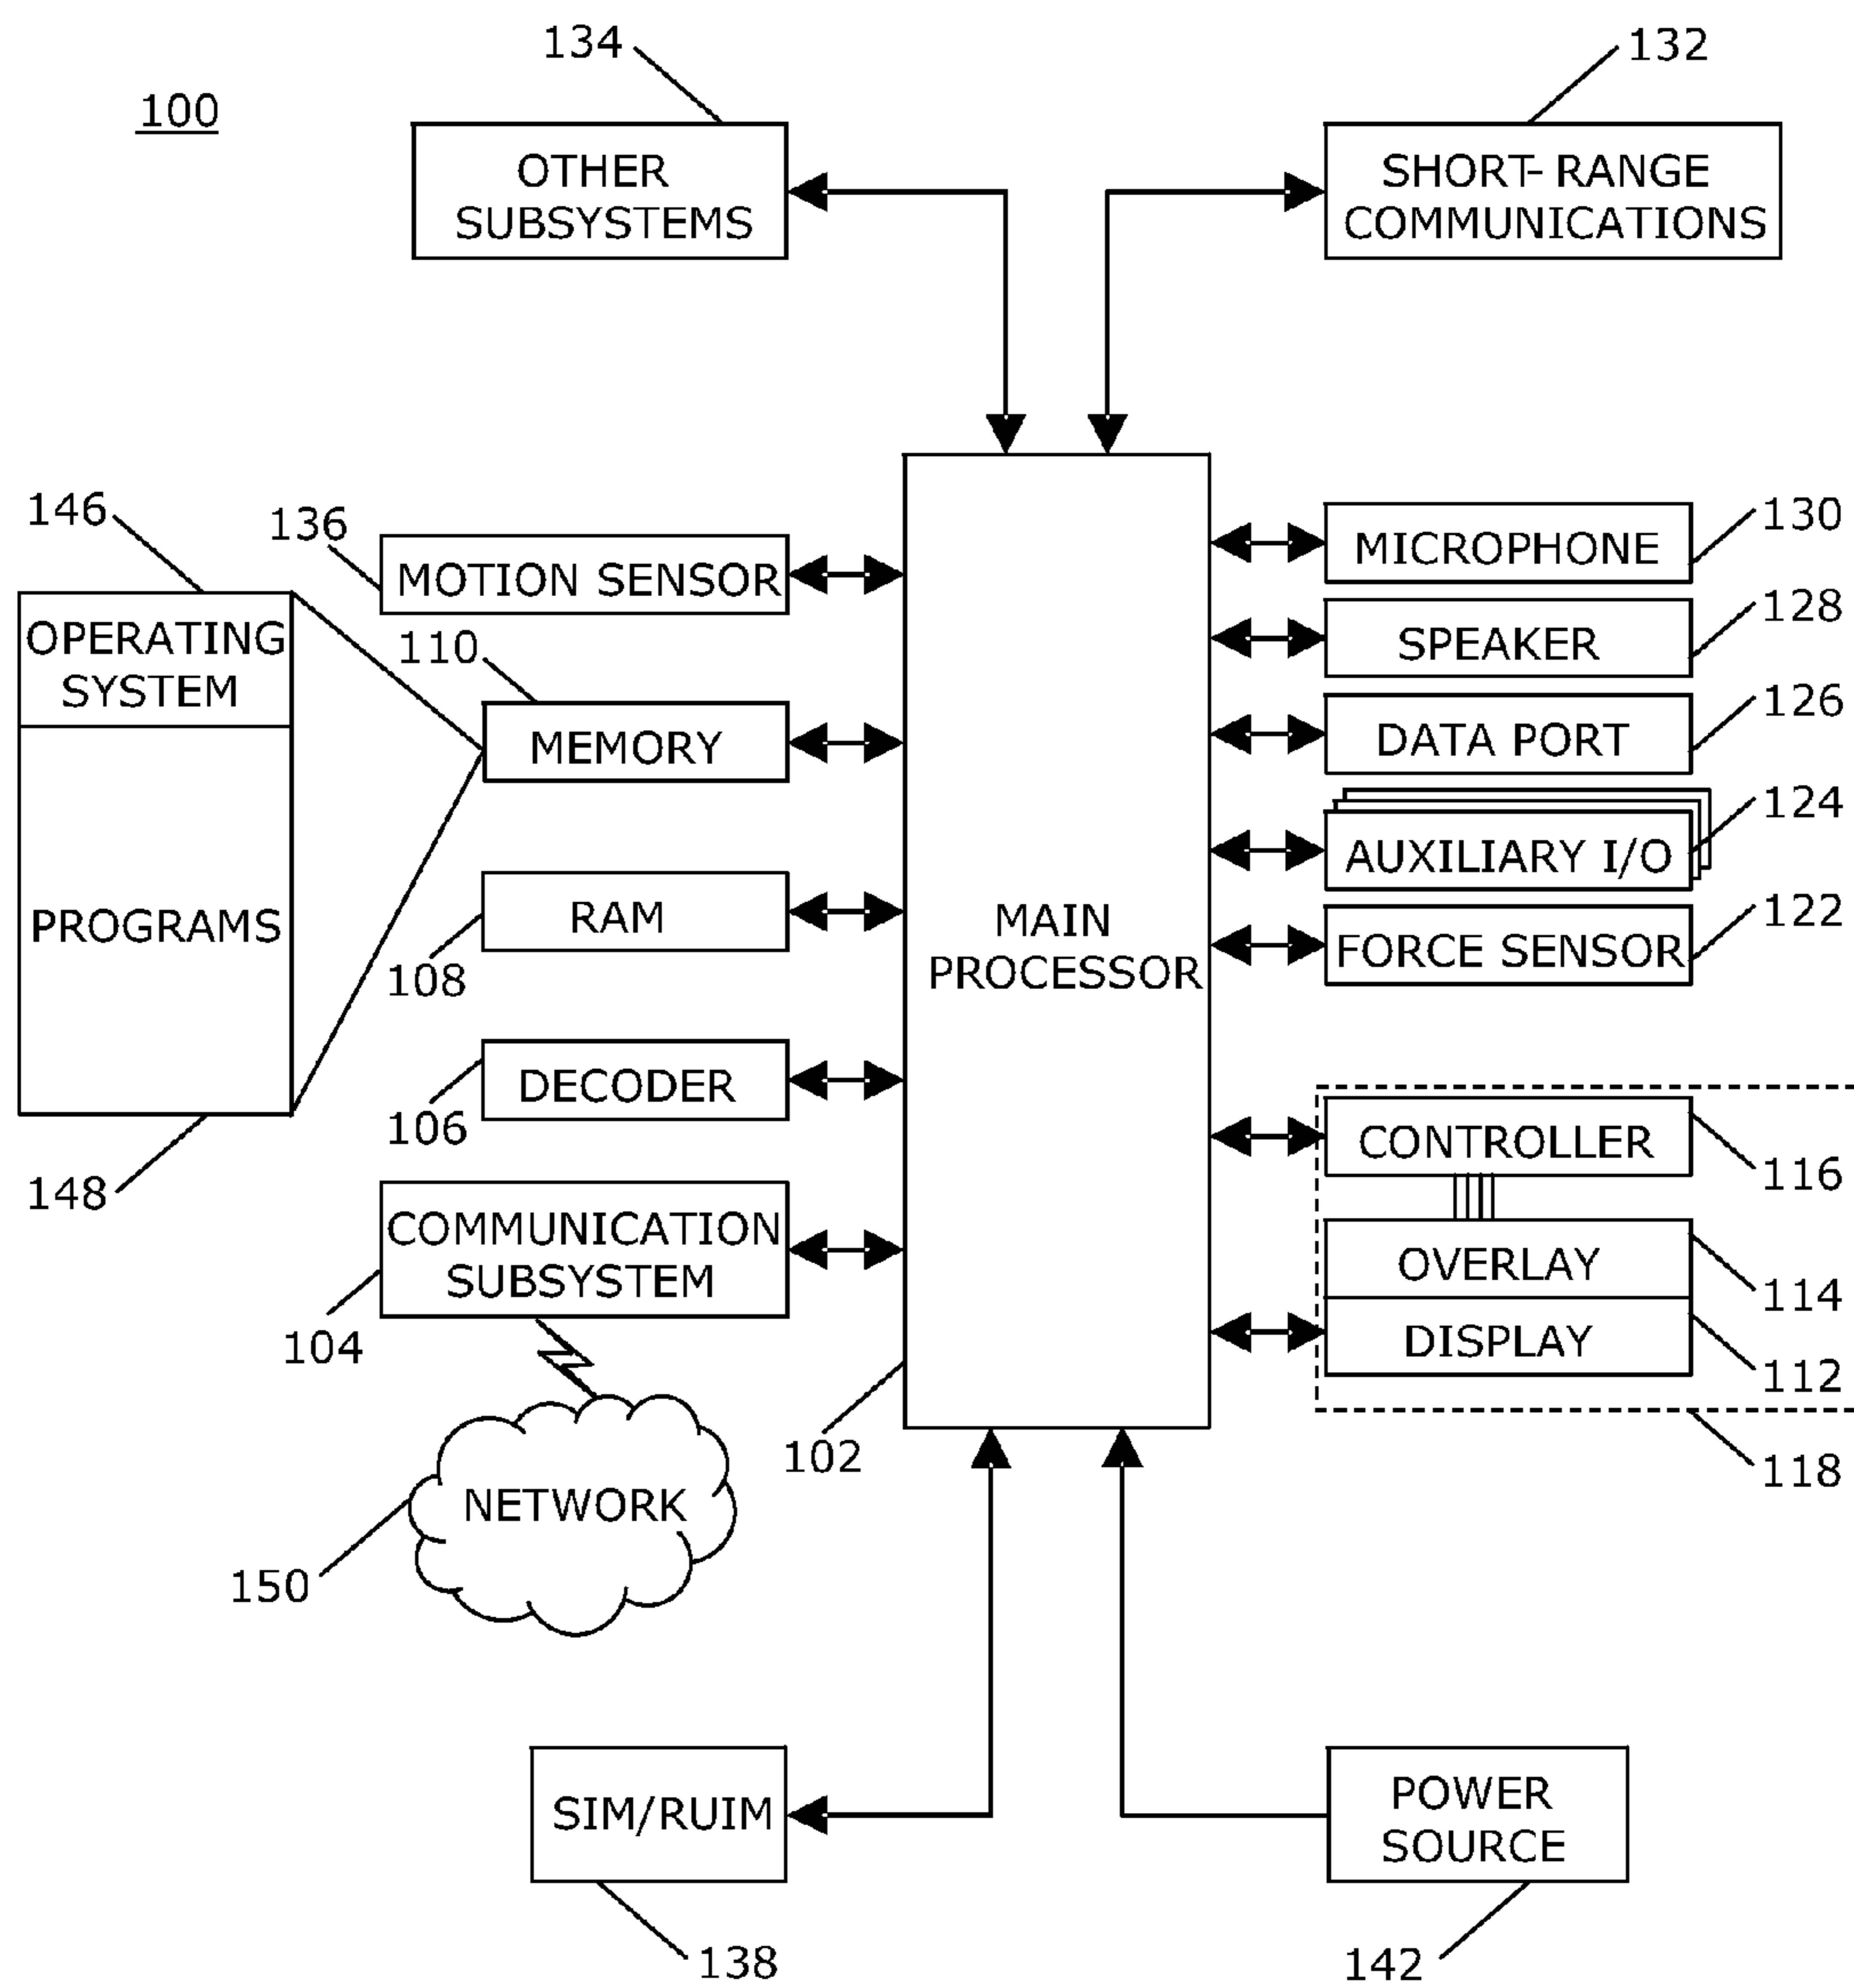 134
132
100
OTHER
SUBSYSTEMS
SHORT-RANGE
COMMUNICATIONS
146
136
MOTION SENSOR
110
OPERATING
SYSTEM
MEMORY
PROGRAMS
RAM
108
DECODER
106
148
COMMUNICATION
SUBSYSTEM
104
NETWORK
150
MAIN
PROCESSOR
102
MICROPHONE
130
SPEAKER
128
DATA PORT
126
AUXILIARY I/O
124
FORCE SENSOR
122
CONTROLLER
116
OVERLAY
114
DISPLAY
112
118
SIM/RUIM
138
POWER
SOURCE
142